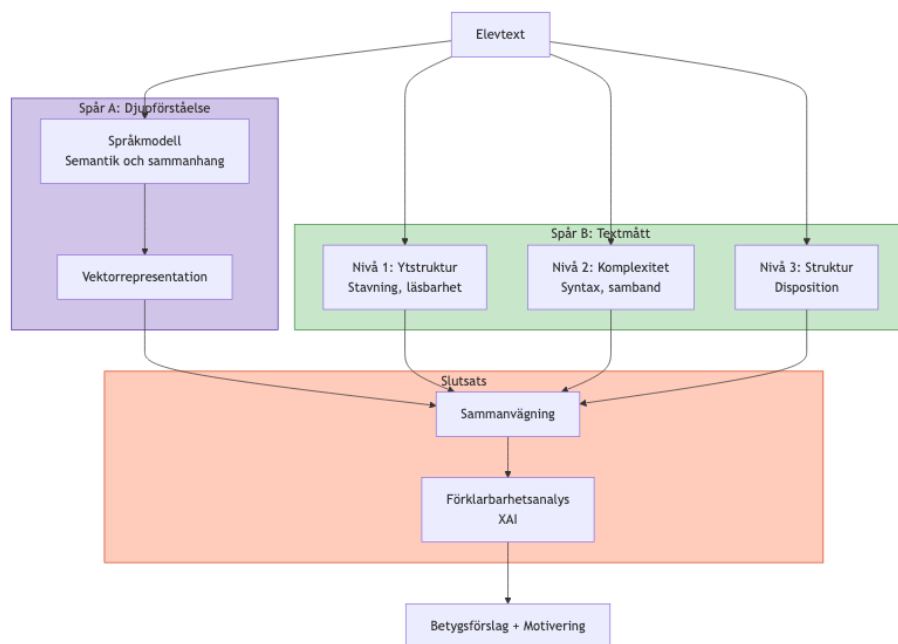 Elevtext
Spår A: Djupförståelse
Språkmodell
Semantik och sammanhang
Vektorrepresentation
Spår B: Textmått
Nivå 1: Ytstruktur
Stavning, läsbarhet
Nivå 2: Komplexitet
Syntax, samband
Nivå 3: Struktur
Disposition
Slutsats
Sammanvägning
Förklarbarhetsanalys
XAI
Betygsförslag + Motivering